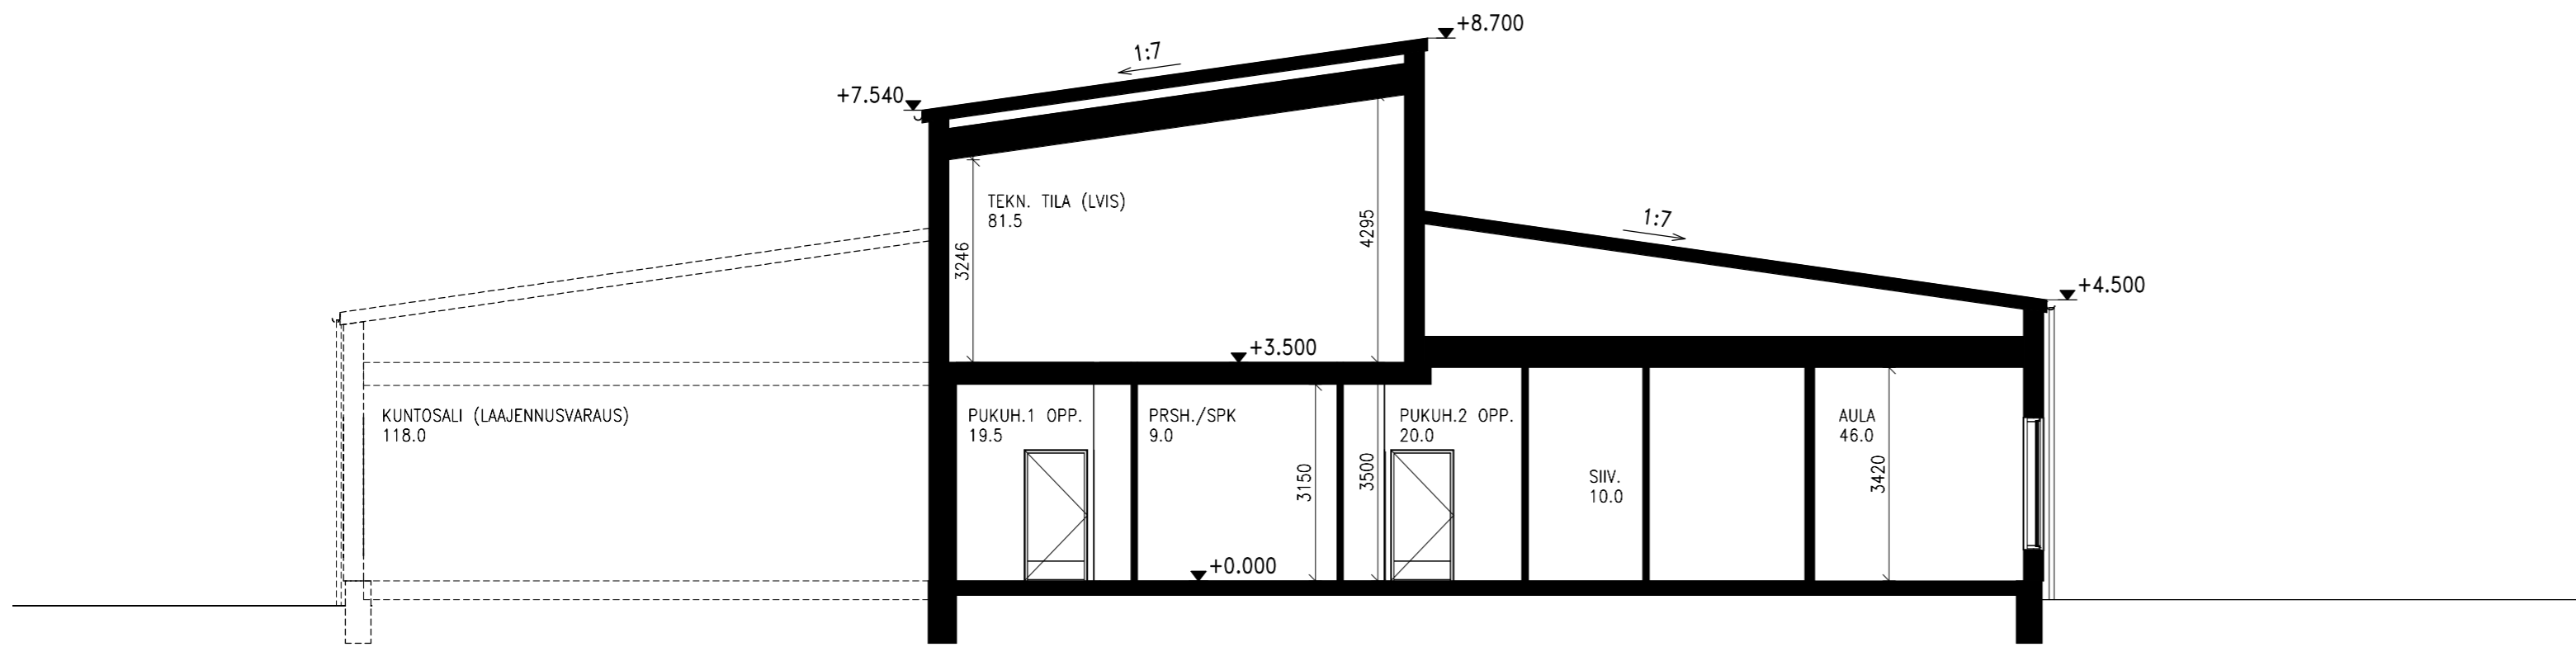 +8.700
1:7
+7.540
TEKN. TILA (LVIS)
81.5
4295
1:7
3246
+4.500
+3.500
KUNTOSALI (LAAJENNUSVARAUS)
118.0
PUKUH.1 OPP.
19.5
PRSH./SPK
9.0
PUKUH.2 OPP.
20.0
AULA
46.0
3150
3500
SIIV.
10.0
3420
+0.000